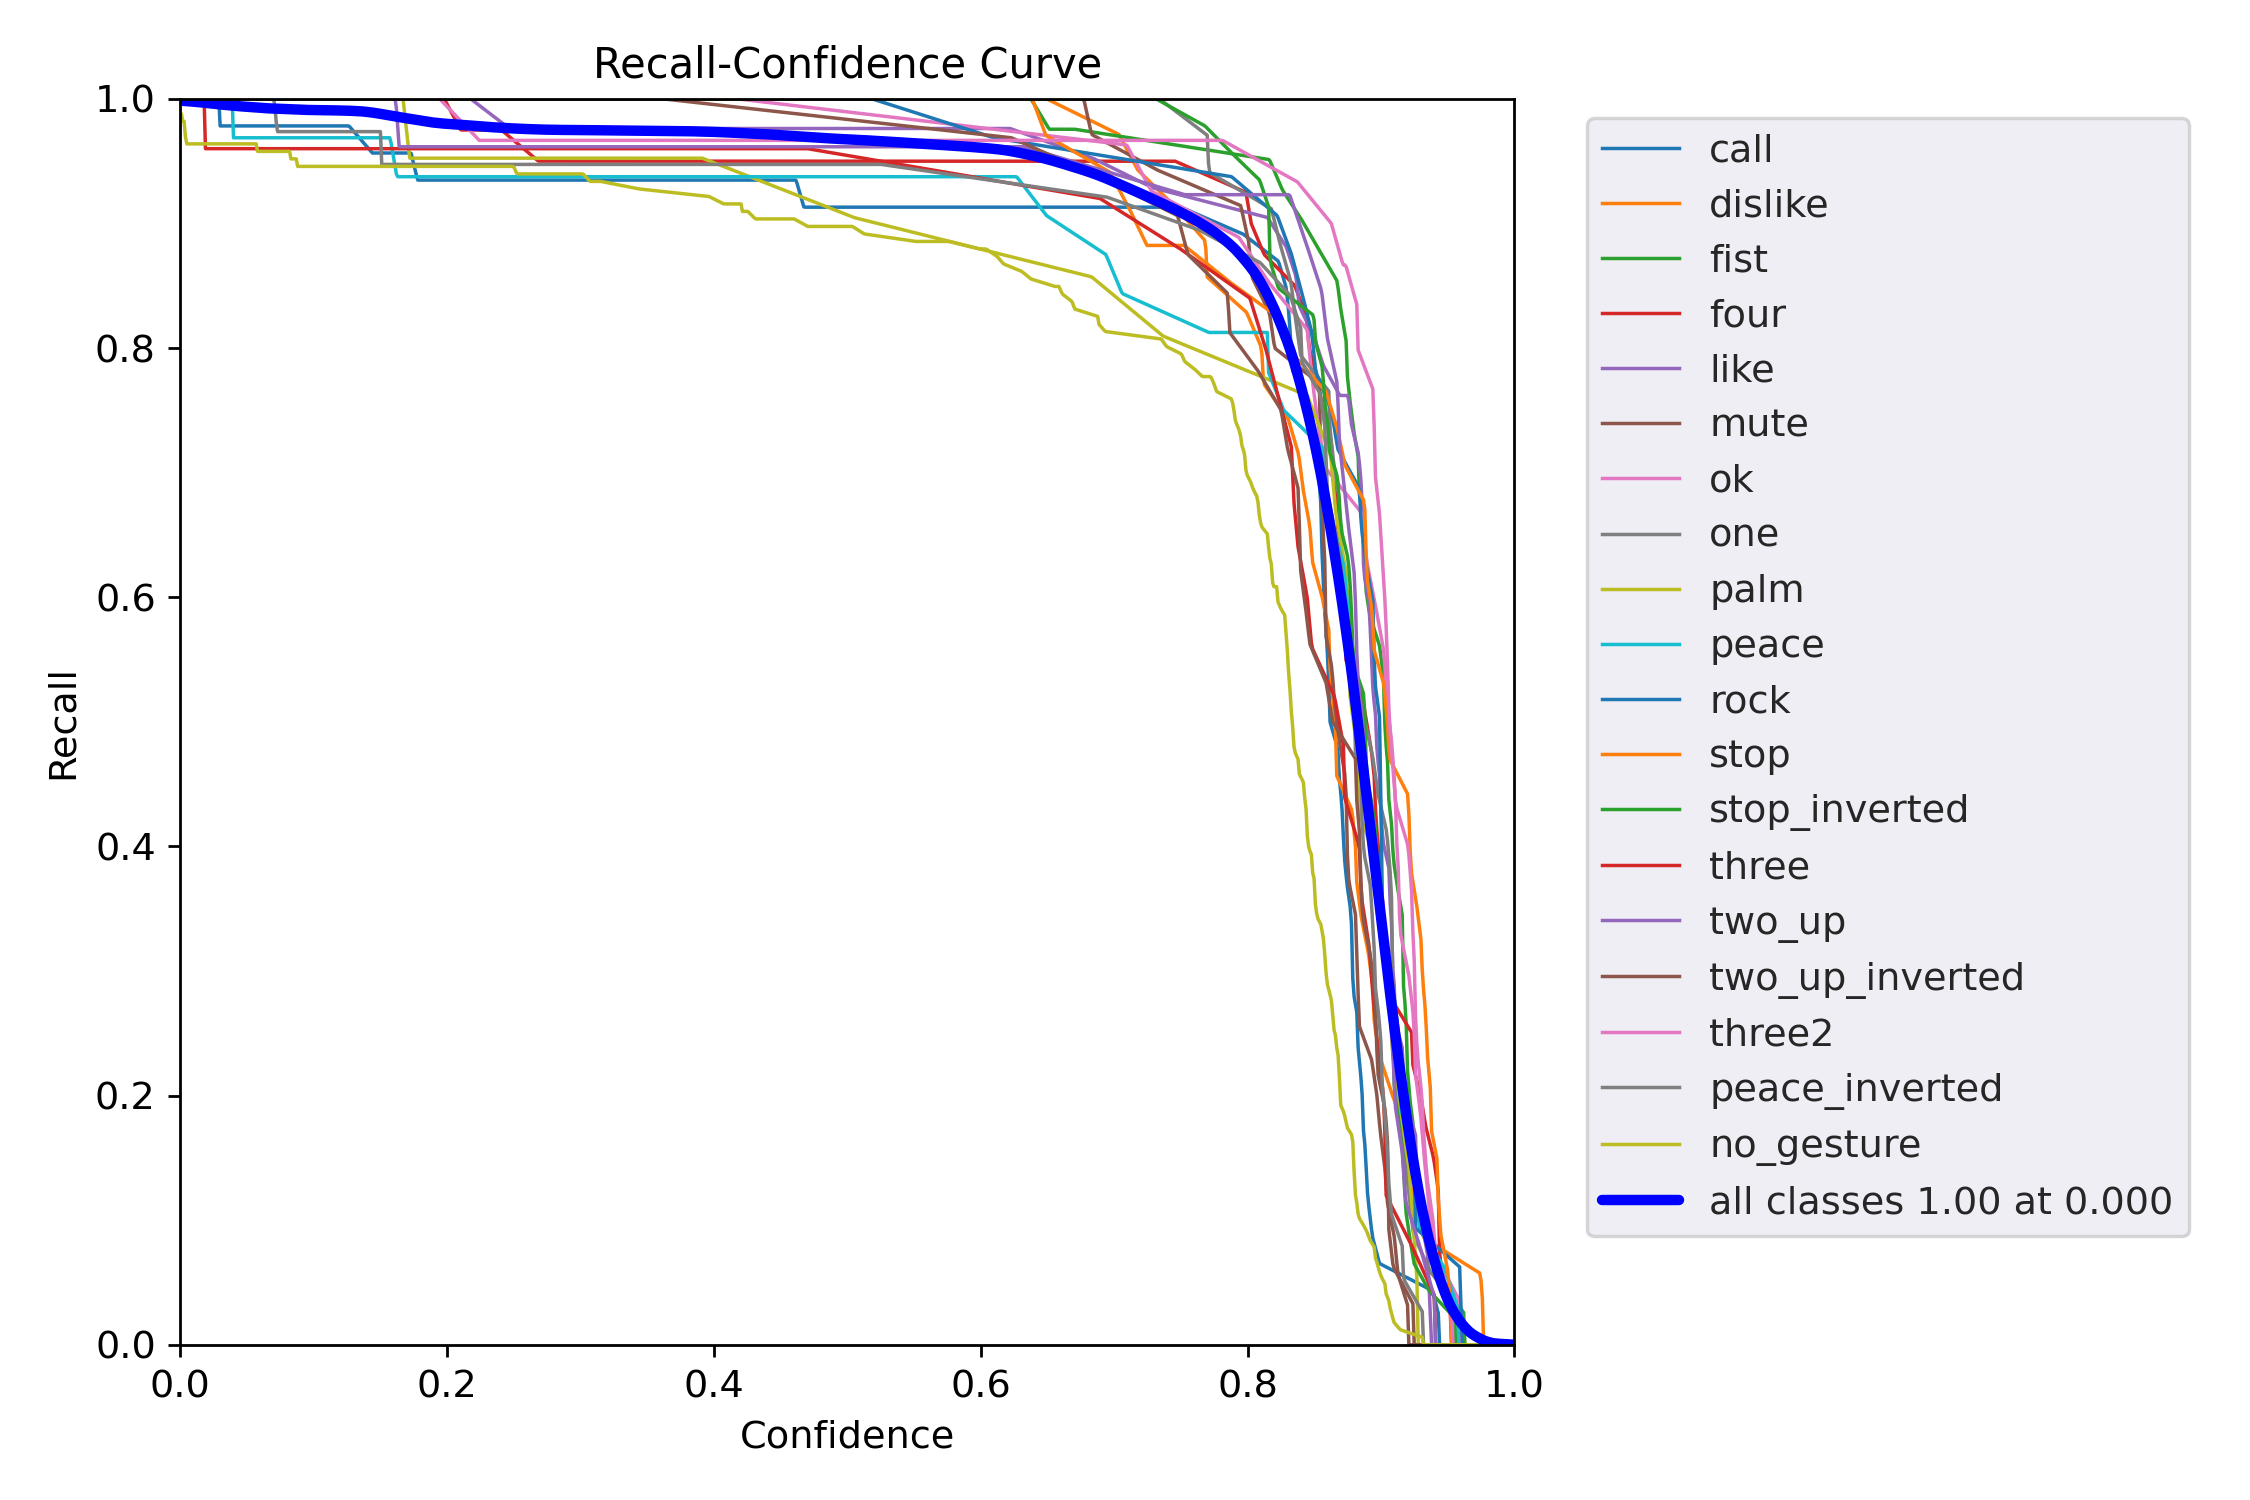 Recall-Confidence Curve
1.0
0.8
0.6
0.4
0.2
0.0
Recall
0.0 0.2 0.4 0.6 0.8 1.0
Confidence
call
dislike
fist
four
like
mute
ok
one
palm
peace
rock
stop
stop_inverted
three
two_up
two_up_inverted
three2
peace_inverted
no_gesture
all classes 1.00 at 0.000